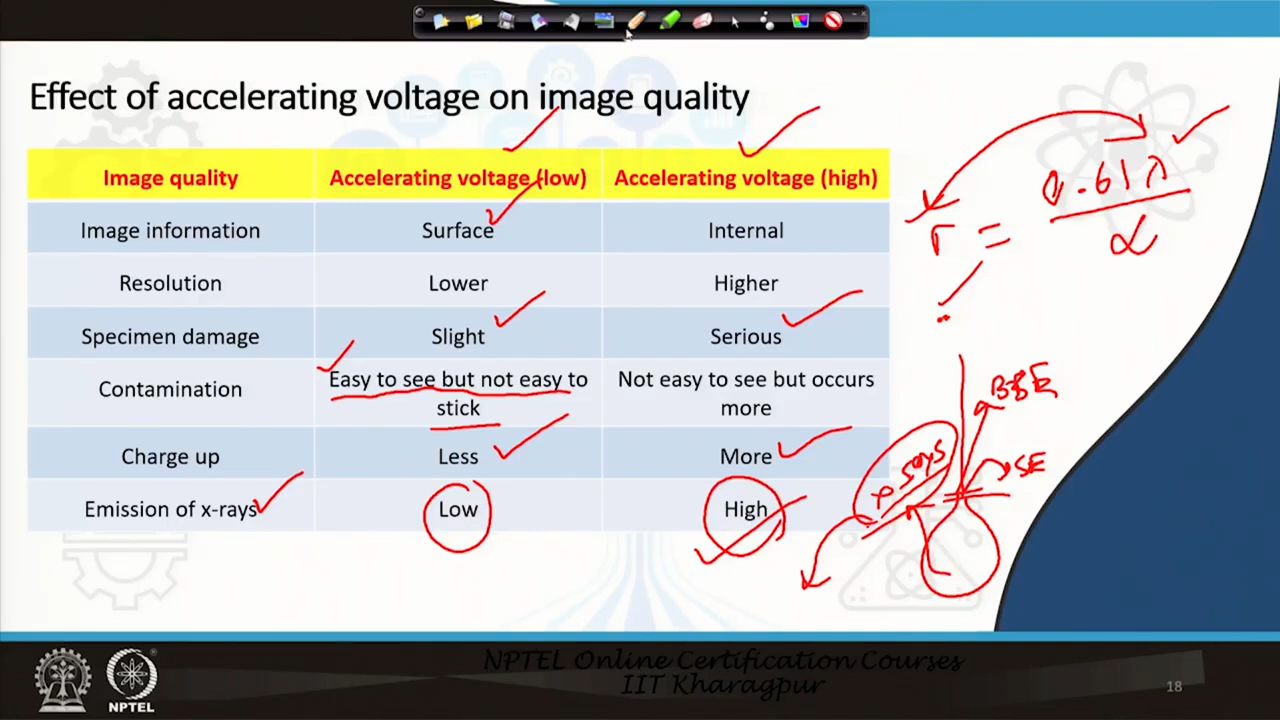 Effect of accelerating voltage on image quality
Image quality Accelerating voltage (low) Accelerating voltage (high)
Image information Surface Internal
Resolution Lower Higher
Specimen damage Slight Serious
Contamination Easy to see but not easy to stick Not easy to see but occurs more
Charge up Less More
Emission of x-rays Low High
r = 0.61λ / α
BSE
SE
x rays
NPTEL Online Certification Courses
IIT Kharagpur
NPTEL
18